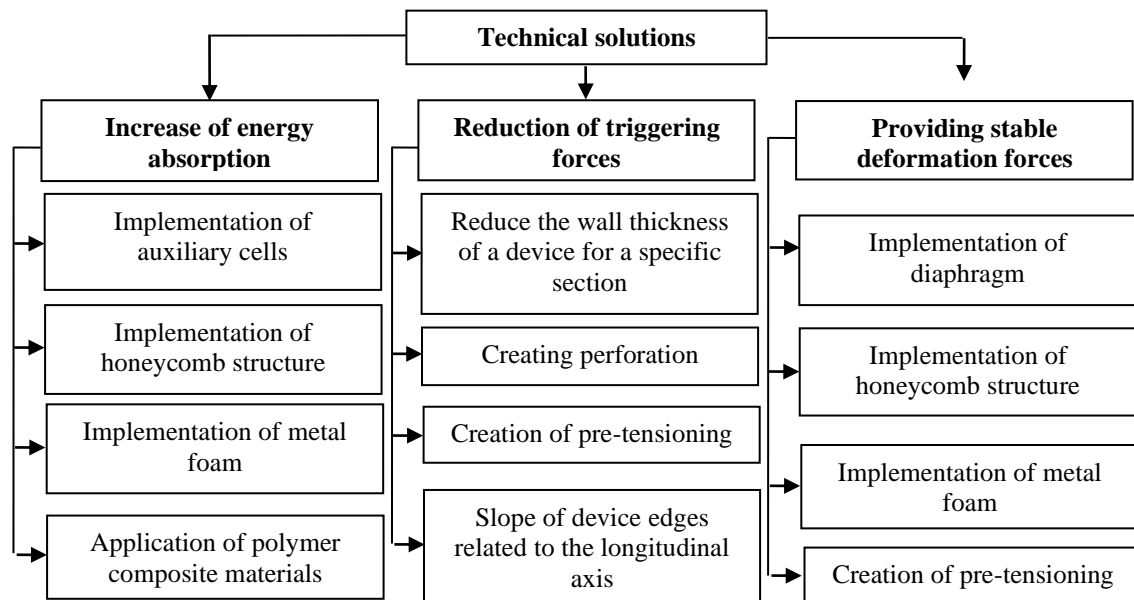 Technical solutions
Increase of energy
absorption
Implementation of
auxiliary cells
Implementation of
honeycomb structure
Implementation of metal
foam
Application of polymer
composite materials
Reduction of triggering
forces
Reduce the wall thickness
of a device for a specific
section
Creating perforation
Creation of pre-tensioning
Slope of device edges
related to the longitudinal
axis
Providing stable
deformation forces
Implementation of
diaphragm
Implementation of
honeycomb structure
Implementation of metal
foam
Creation of pre-tensioning